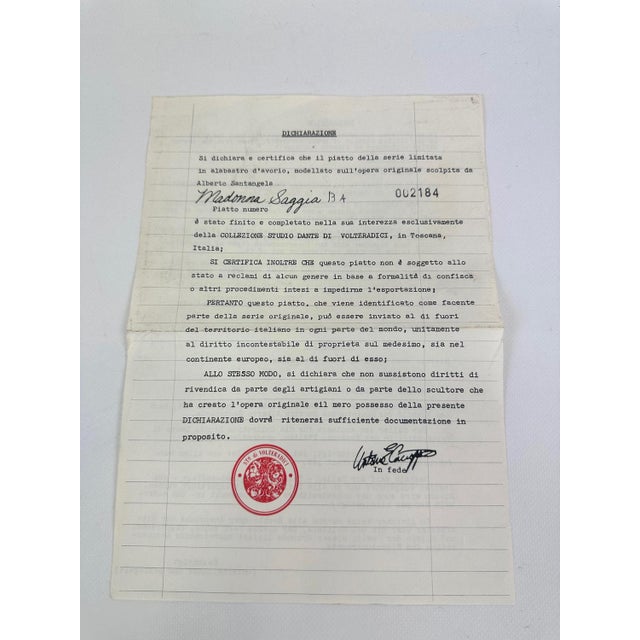 DICHIARAZIONE
Si dichiara e certifica che il piatto della serie limitata
in alabastro d'avorio, modellato sull'opera originale scolpita da
Alberto Santangela
Madonna Saggia BA 002184
Piatto numero
è stato finito e completato nella sua interezza esclusivamente
della COLLEZIONE STUDIO DANTE DI VOLTERADICI, in Toscana,
Italia;
SI CERTIFICA INOLTRE CHE questo piatto non è soggetto allo
stato a reclami di alcun genere in base a formalità di confisca
o altri procedimenti intesi a impedirne l'esportazione;
PERTANTO questo piatto, che viene identificato come facente
parte della serie originale, può essere inviato al di fuori
del territorio italiano in ogni parte del mondo, unitamente
al diritto incontestabile di proprieta sul medesimo, sia nel
continente europeo, sia al di fuori di esso;
ALLO STESSO MODO, si dichiara che non sussistono diritti di
rivendica da parte degli artigiani o da parte dello scultore che
ha creato l'opera originale eil mero possesso della presente
DICHIARAZIONE dovrè ritenersi sufficiente documentazione in
proposito.
di VOLTERADICI
In fede